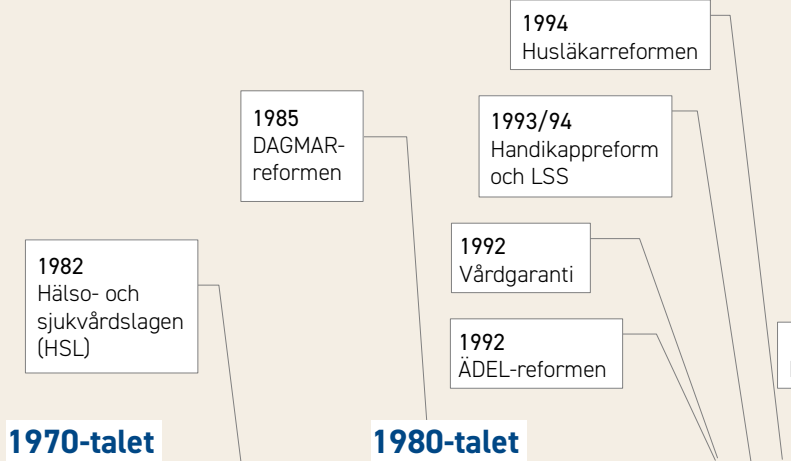 1994
Husläkarreformen
1985
DAGMAR-
reformen
1993/94
Handikappreform
och LSS
1992
Vårdgaranti
1982
Hälso- och
sjukvårdslagen
(HSL)
1992
ÄDEL-reformen
1970-talet
1980-talet